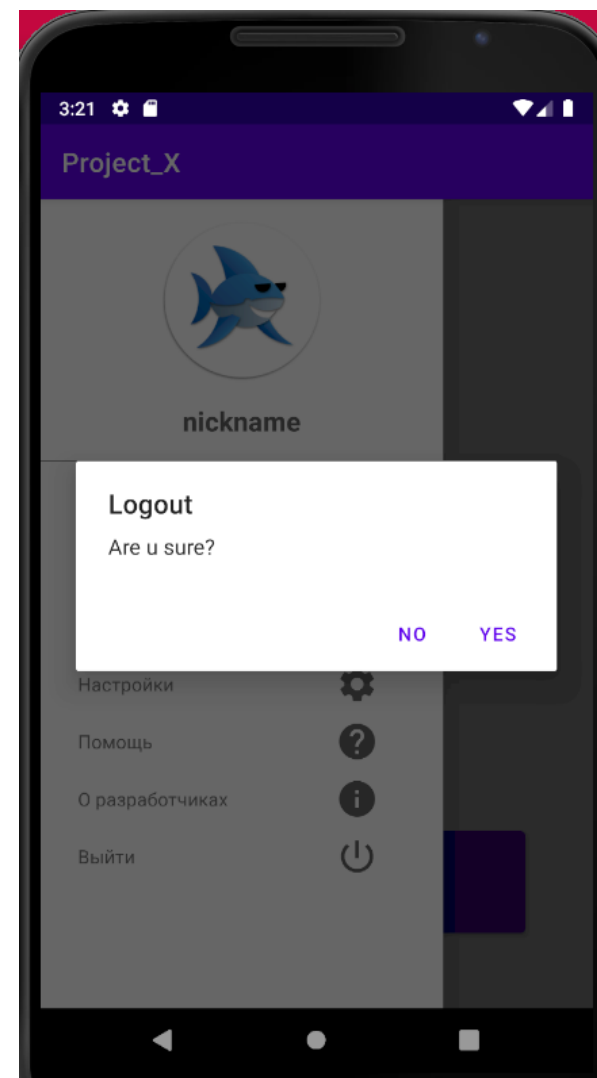 3:21
Project_X
nickname
Logout
Are u sure?
NO YES
Настройки
Помощь
О разработчиках
Выйти